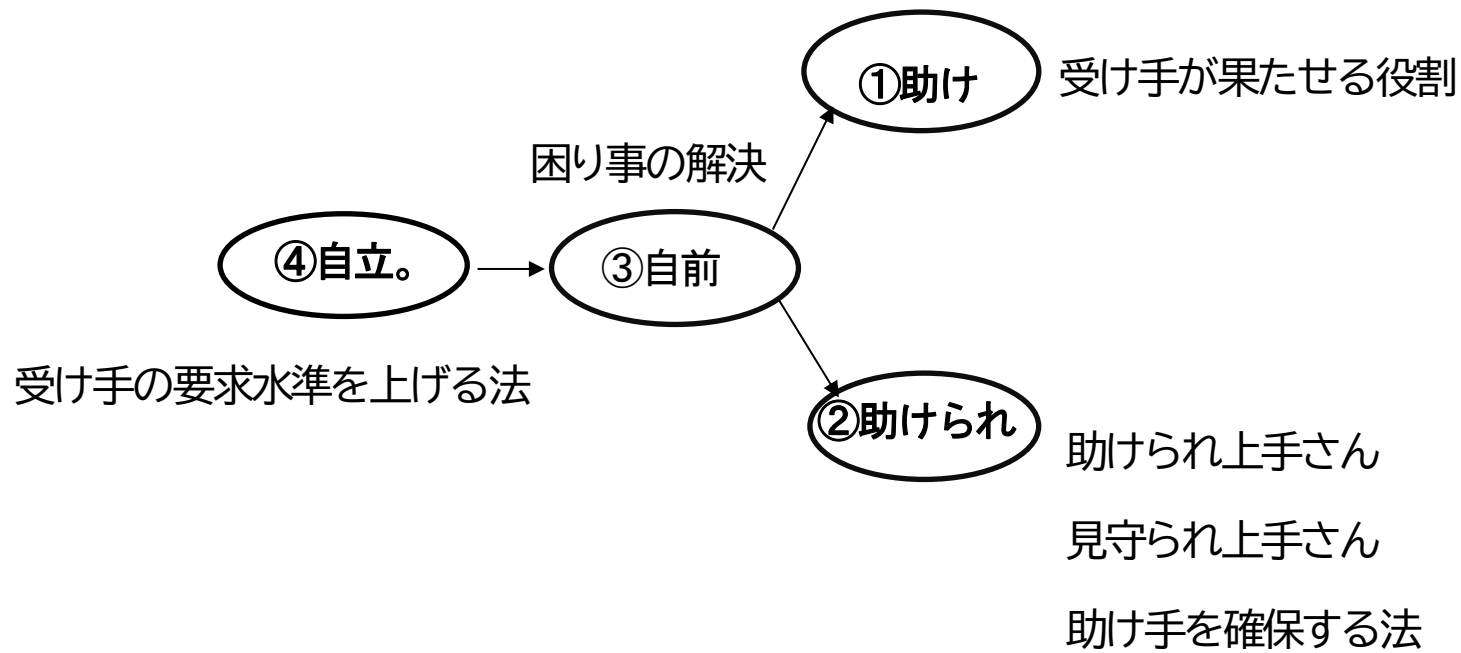 ①助け
受け手が果たせる役割
困り事の解決
④自立。
③自前
受け手の要求水準を上げる法
②助けられ
助けられ上手さん
見守られ上手さん
助け手を確保する法